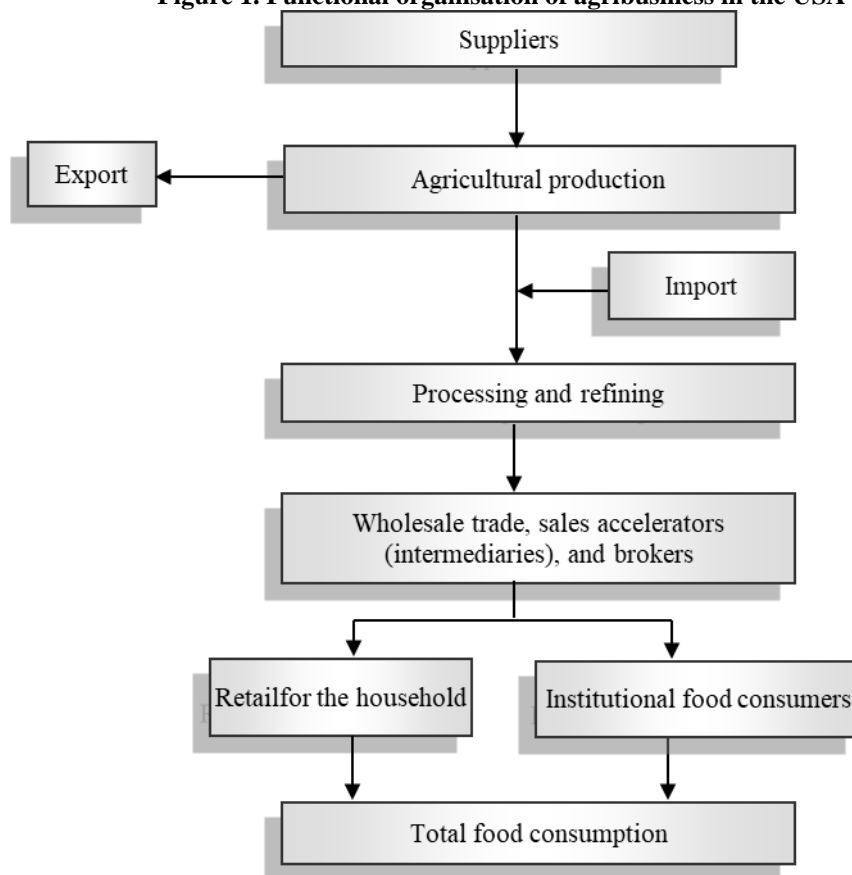 Figure 1. Functional organisation of agribusiness in the USA
Suppliers
Export
Agricultural production
Import
Processing and refining
Wholesale trade, sales accelerators
(intermediaries), and brokers
Retailfor the household
Institutional food consumers
Total food consumption